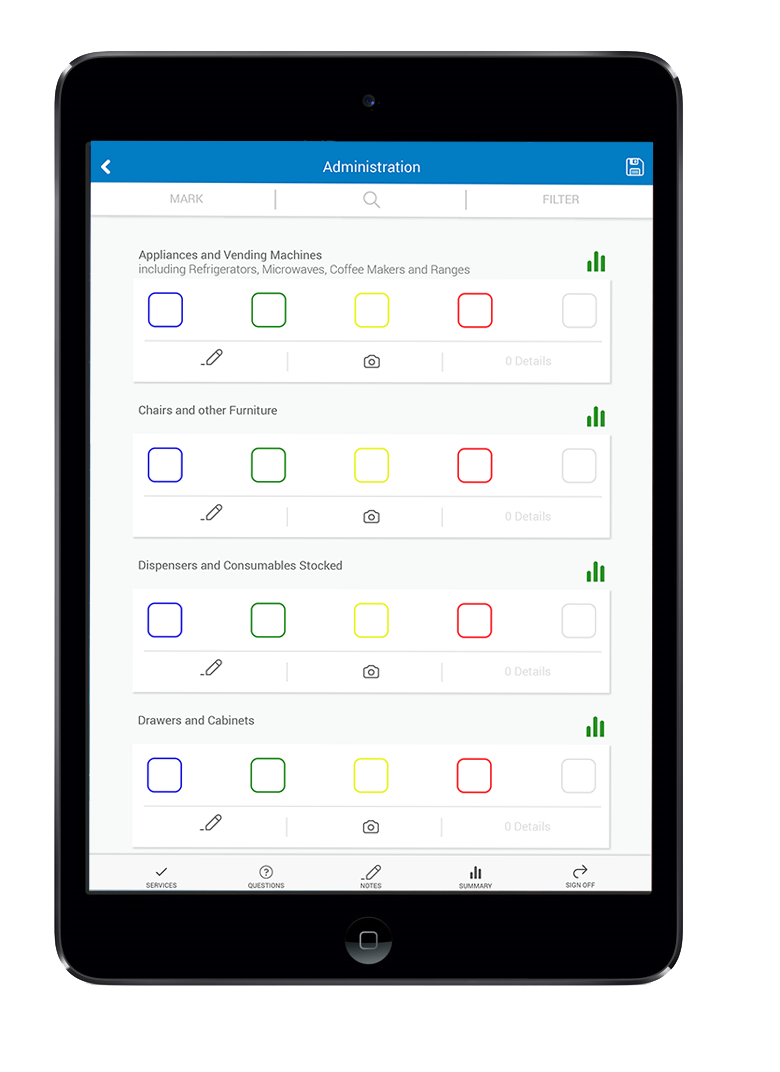 Administration
MARK
FILTER
Appliances and Vending Machines
including Refrigerators, Microwaves, Coffee Makers and Ranges
0 Details
Chairs and other Furniture
0 Details
Dispensers and Consumables Stocked
0 Details
Drawers and Cabinets
0 Details
SERVICES
QUESTIONS
NOTES
SUMMARY
SIGN OFF